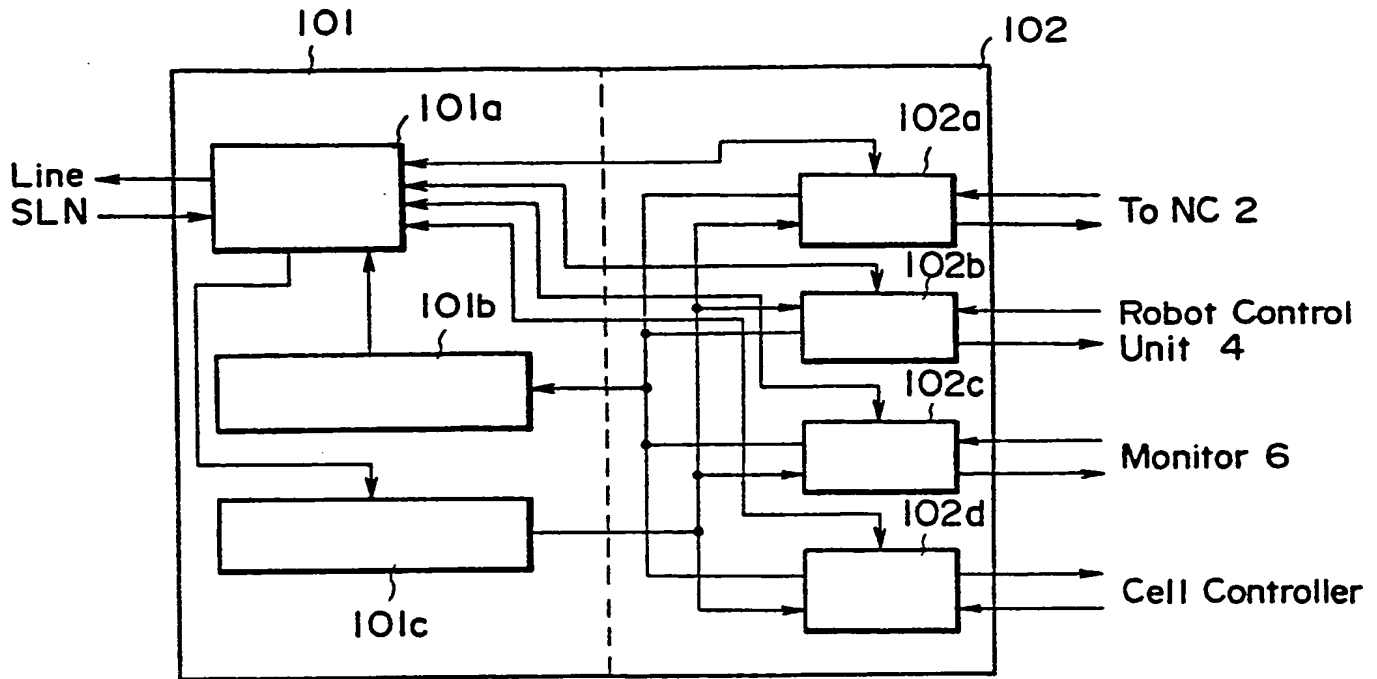 101
102
101a
102a
Line
SLN
To NC 2
102b
101b
Robot Control
Unit 4
102c
Monitor 6
102d
101c
Cell Controller